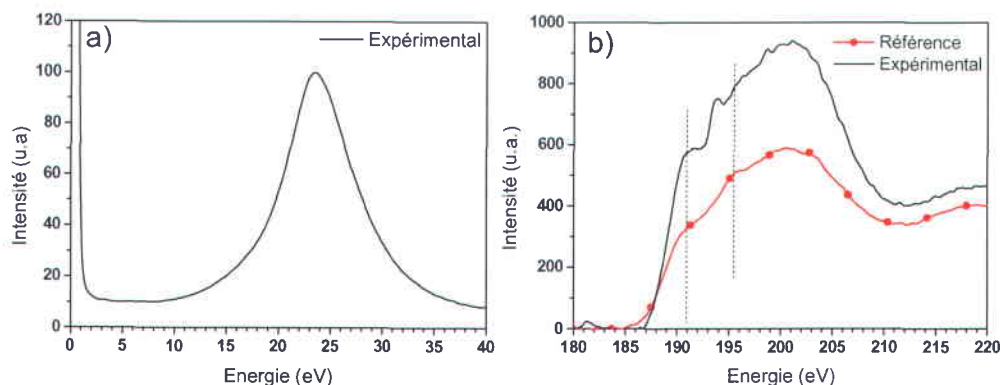 a)
Expérimental
Intensité (u.a)
120
100
80
60
40
20
0
0 5 10 15 20 25 30 35 40
Energie (eV)
b)
Référence
Expérimental
Intensité (u.a.)
1000
800
600
400
200
0
180 185 190 195 200 205 210 215 220
Energie (eV)